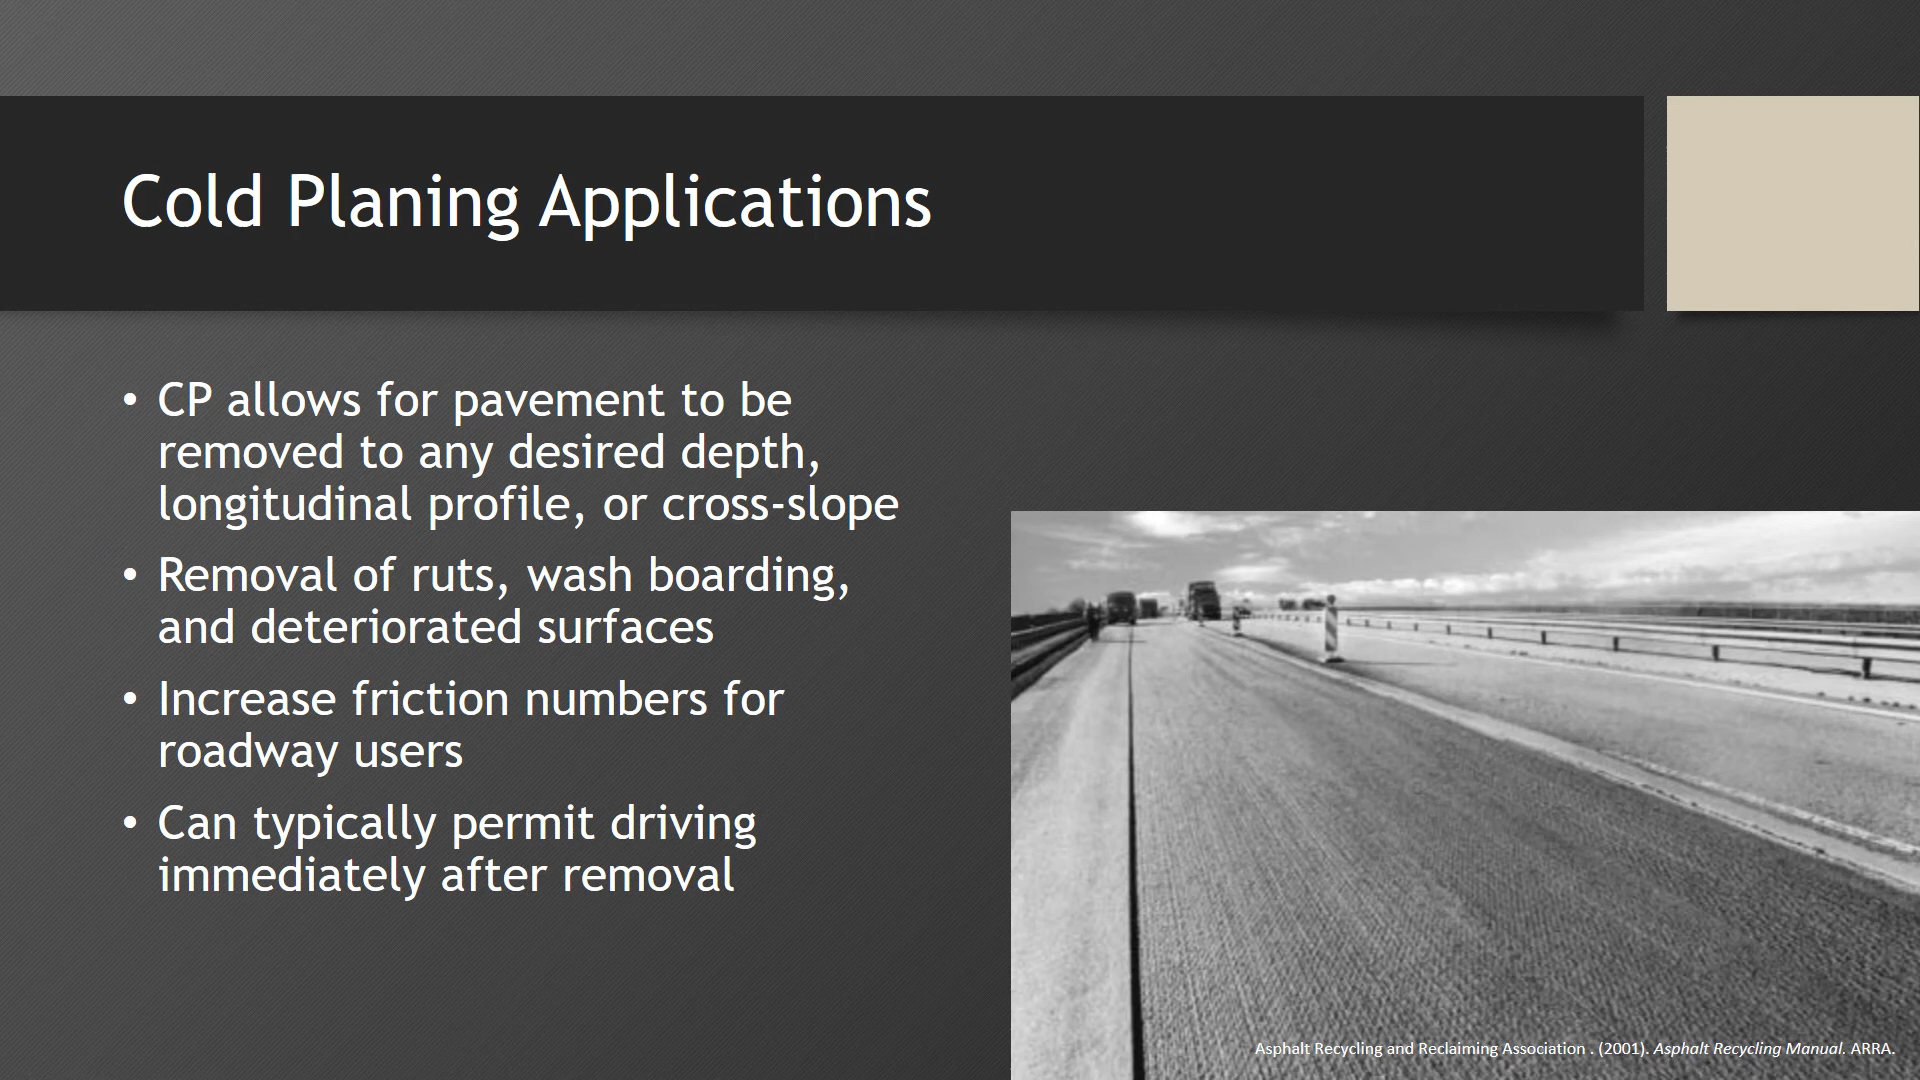 Cold Planing Applications
• CP allows for pavement to be
removed to any desired depth,
longitudinal profile, or cross-slope
• Removal of ruts, wash boarding,
and deteriorated surfaces
• Increase friction numbers for
roadway users
• Can typically permit driving
immediately after removal
Asphalt Recycling and Reclaiming Association . (2001). Asphalt Recycling Manual. ARRA.